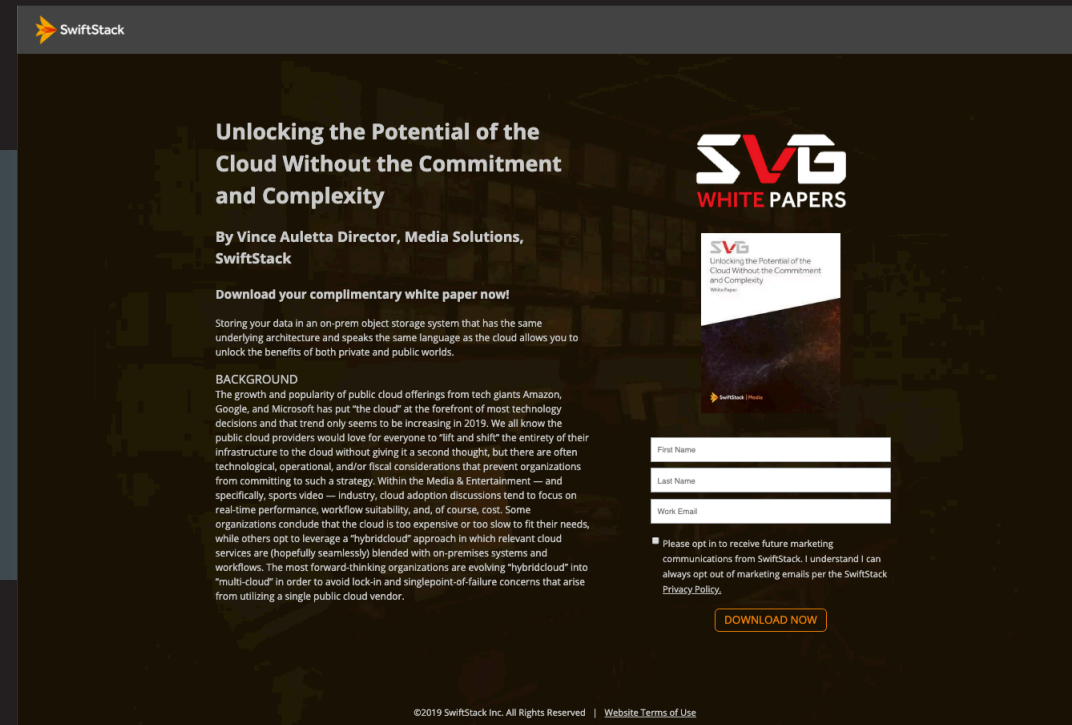 SwiftStack
Unlocking the Potential of the
Cloud Without the Commitment
and Complexity
By Vince Auletta Director, Media Solutions,
SwiftStack
Download your complimentary white paper now!
Storing your data in an on-prem object storage system that has the same
underlying architecture and speaks the same language as the cloud allows you to
unlock the benefits of both private and public worlds.
BACKGROUND
The growth and popularity of public cloud offerings from tech giants Amazon,
Google, and Microsoft has put “the cloud” at the forefront of most technology
decisions and that trend only seems to be increasing in 2019. We all know the
public cloud providers would love for everyone to “lift and shift” the entirety of their
infrastructure to the cloud without giving it a second thought, but there are often
technological, operational, and/or fiscal considerations that prevent organizations
from committing to such a strategy. Within the Media & Entertainment — and
specifically, sports video — industry, cloud adoption discussions tend to focus on
real-time performance, workflow suitability, and, of course, cost. Some
organizations conclude that the cloud is too expensive or too slow to fit their needs,
while others opt to leverage a “hybridcloud” approach in which relevant cloud
services are (hopefully seamlessly) blended with on-premises systems and
workflows. The most forward-thinking organizations are evolving “hybridcloud” into
“multi-cloud” in order to avoid lock-in and singlepoint-of-failure concerns that arise
from utilizing a single public cloud vendor.
SVG
WHITE PAPERS
SVG
Unlocking the Potential of the
Cloud Without the Commitment
and Complexity
White Paper
SwiftStack | Media
First Name
Last Name
Work Email
Please opt in to receive future marketing
communications from SwiftStack. I understand I can
always opt out of marketing emails per the SwiftStack
Privacy Policy.
DOWNLOAD NOW
©2019 SwiftStack Inc. All Rights Reserved | Website Terms of Use